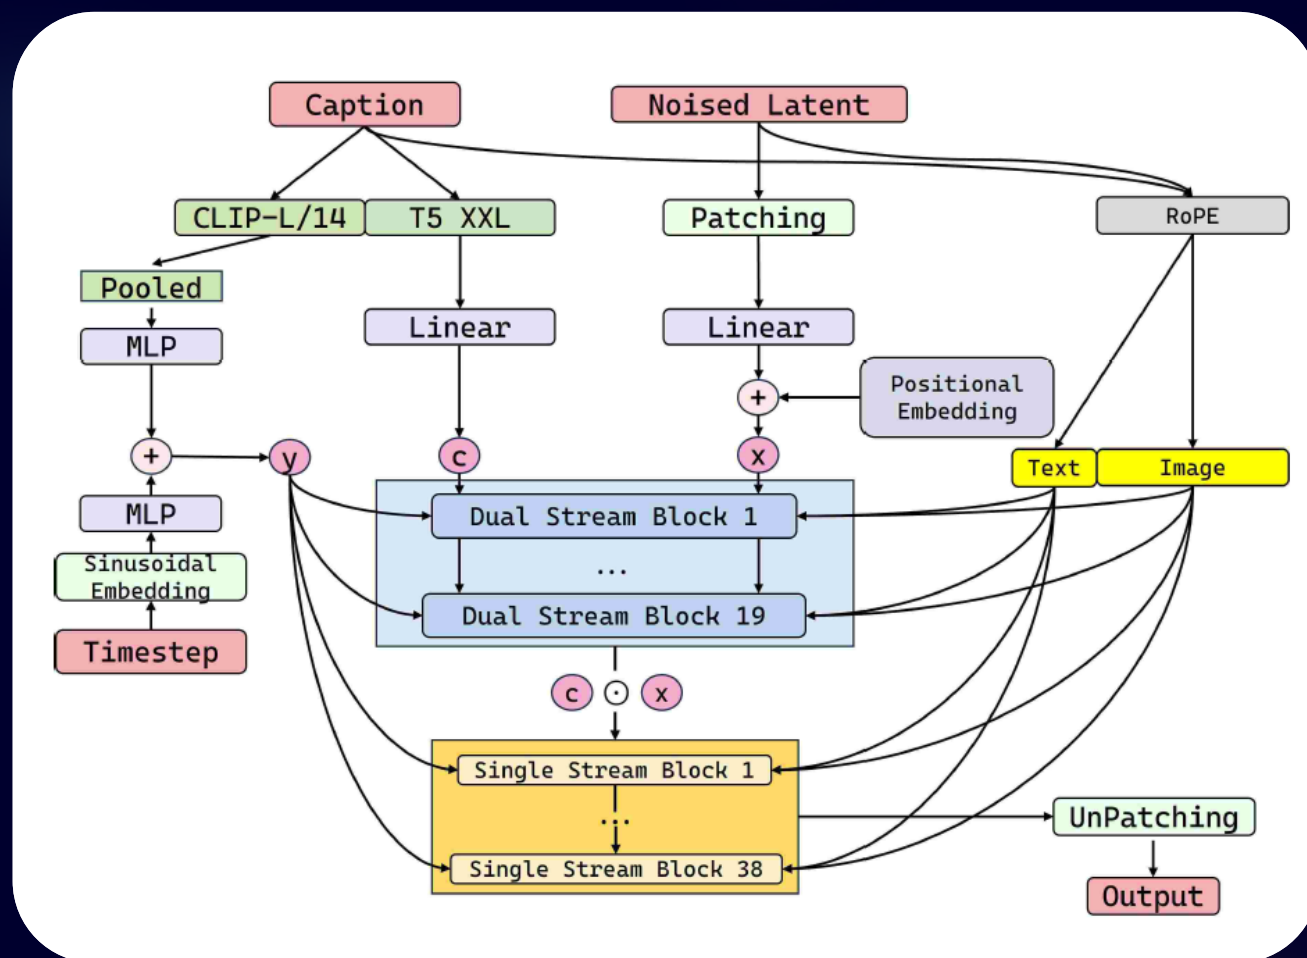 Caption
Noised Latent
CLIP-L/14
T5 XXL
Patching
RoPE
Pooled
MLP
Linear
Linear
Positional
Embedding
+
+
y
c
x
Text
Image
MLP
Sinusoidal
Embedding
Timestep
Dual Stream Block 1
...
Dual Stream Block 19
c
x
Single Stream Block 1
...
Single Stream Block 38
UnPatching
Output